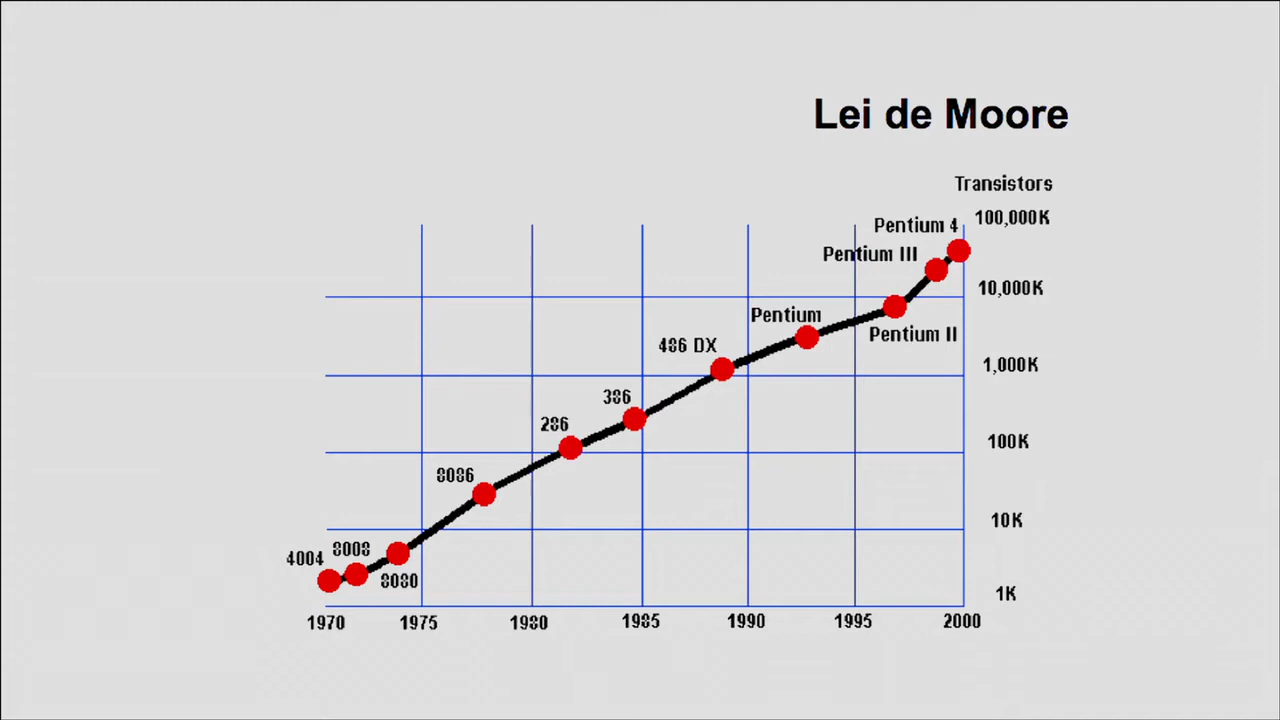 Lei de Moore
Transistors
100,000K
Pentium 4
Pentium III
10,000K
Pentium
Pentium II
486 DX
1,000K
386
286
100K
8086
10K
8008
4004
8080
1K
1970 1975 1980 1985 1990 1995 2000